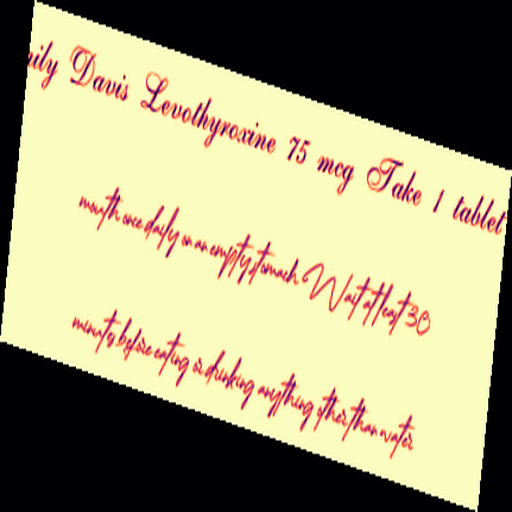 Davis Levothyroxine 75 mcg Take 1 tablet
mouth once daily on an empty stomach Wait at least 30
minutes before eating or drinking anything other than water